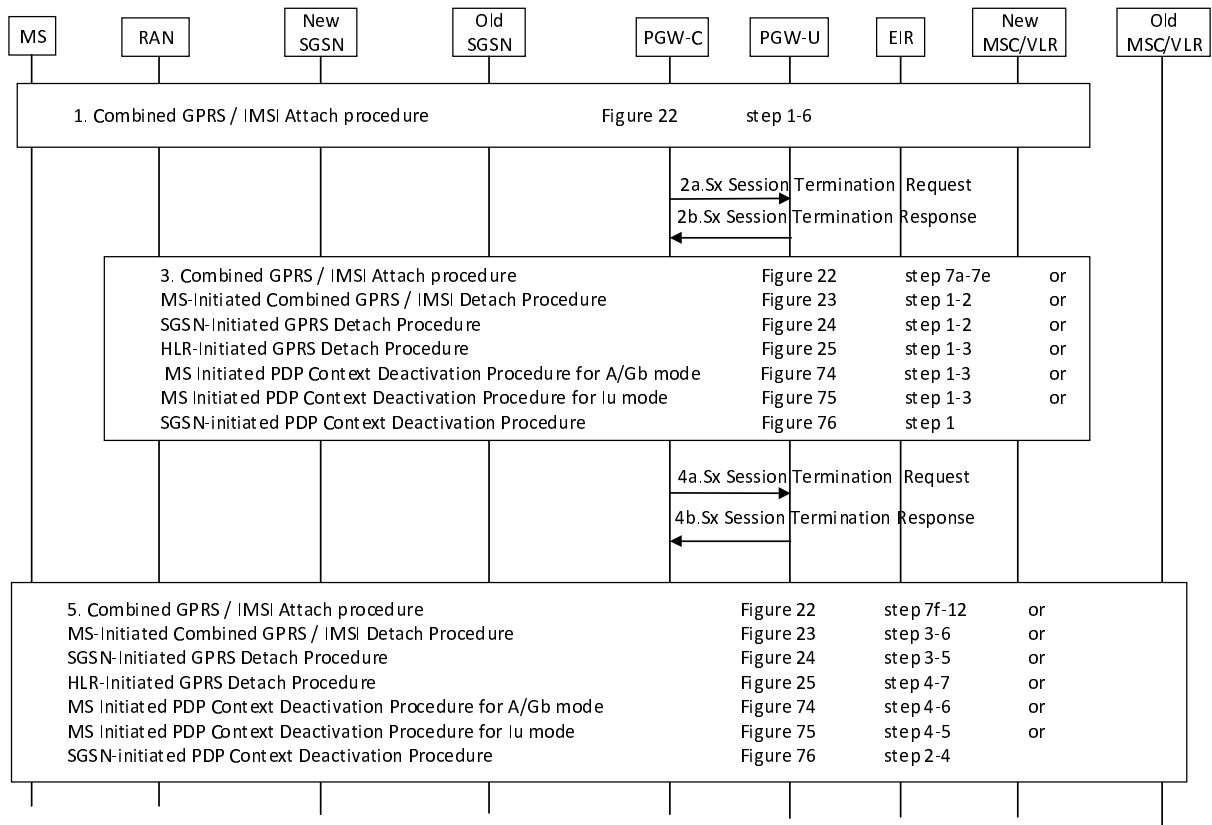 MS
RAN
New
SGSN
Old
SGSN
PGW-C
PGW-U
EIR
New
MSC/VLR
Old
MSC/VLR
1. Combined GPRS / IMSI Attach procedure Figure 22 step 1-6
2a.Sx Session Termination Request
2b.Sx Session Termination Response
3. Combined GPRS / IMSI Attach procedure Figure 22 step 7a-7e or
MS-Initiated Combined GPRS / IMSI Detach Procedure Figure 23 step 1-2 or
SGSN-Initiated GPRS Detach Procedure Figure 24 step 1-2 or
HLR-Initiated GPRS Detach Procedure Figure 25 step 1-3 or
MS Initiated PDP Context Deactivation Procedure for A/Gb mode Figure 74 step 1-3 or
MS Initiated PDP Context Deactivation Procedure for Iu mode Figure 75 step 1-3 or
SGSN-initiated PDP Context Deactivation Procedure Figure 76 step 1
4a.Sx Session Termination Request
4b.Sx Session Termination Response
5. Combined GPRS / IMSI Attach procedure Figure 22 step 7f-12 or
MS-Initiated Combined GPRS / IMSI Detach Procedure Figure 23 step 3-6 or
SGSN-Initiated GPRS Detach Procedure Figure 24 step 3-5 or
HLR-Initiated GPRS Detach Procedure Figure 25 step 4-7 or
MS Initiated PDP Context Deactivation Procedure for A/Gb mode Figure 74 step 4-6 or
MS Initiated PDP Context Deactivation Procedure for Iu mode Figure 75 step 4-5 or
SGSN-initiated PDP Context Deactivation Procedure Figure 76 step 2-4